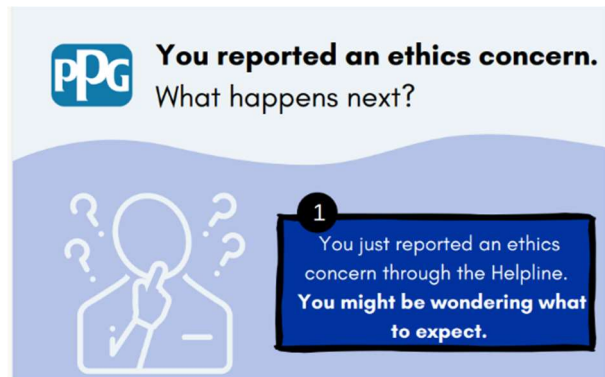 PPG
You reported an ethics concern.
What happens next?
1
You just reported an ethics
concern through the Helpline.
You might be wondering what
to expect.